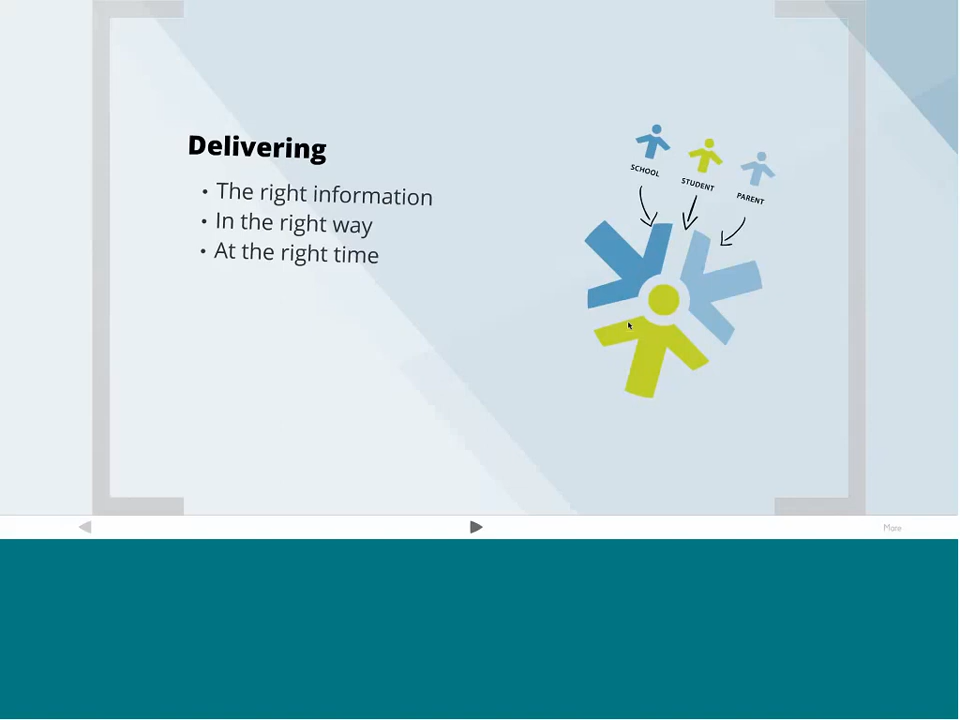 Delivering
• The right information
• In the right way
• At the right time
SCHOOL
STUDENT
PARENT
More